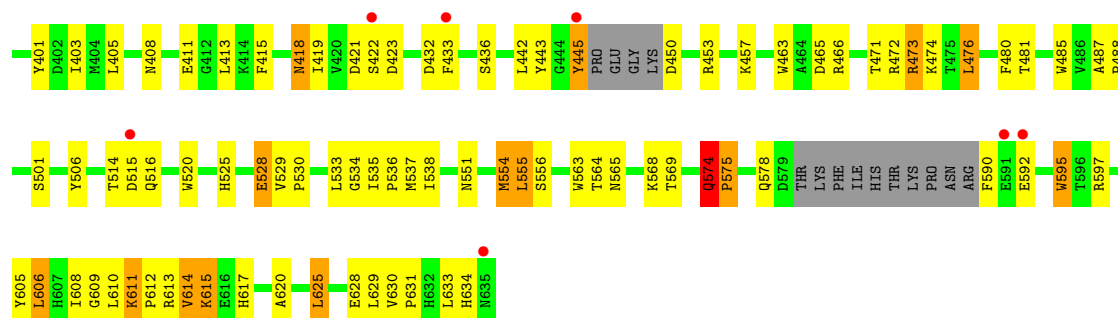 Y401 D402 I403 M404 L405 N408 E411 G412 L413 K414 F415 N418 I419 V420 D421 S422 D423 D432 F433 S436 L442 Y443 G444 Y445 PRO GLU GLY LYS D450 R453 K457 W463 A464 D465 R466 T471 R472 R473 K474 T475 L476 F480 T481 W485 V486 A487 P488
S501 Y506 T514 D515 Q516 W520 H525 E528 V529 P530 L533 G534 I535 P536 M537 I538 N551 M554 L555 S556 W563 T564 N565 K568 T569 Q574 P575 Q578 D579 THR LYS PHE ILE HIS THR LYS PRO ASN ARG F590 E591 E592 W595 T596 R597
Y605 L606 H607 I608 G609 L610 K611 P612 R613 V614 K615 E616 H617 A620 L625 E628 L629 V630 P631 H632 L633 H634 N635